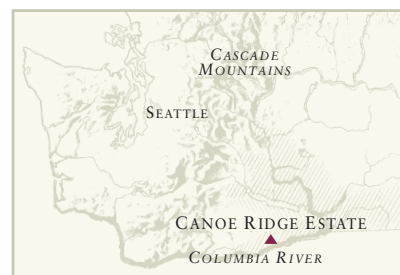 CASCADE
MOUNTAINS
SEATTLE
CANOE RIDGE ESTATE
COLUMBIA RIVER